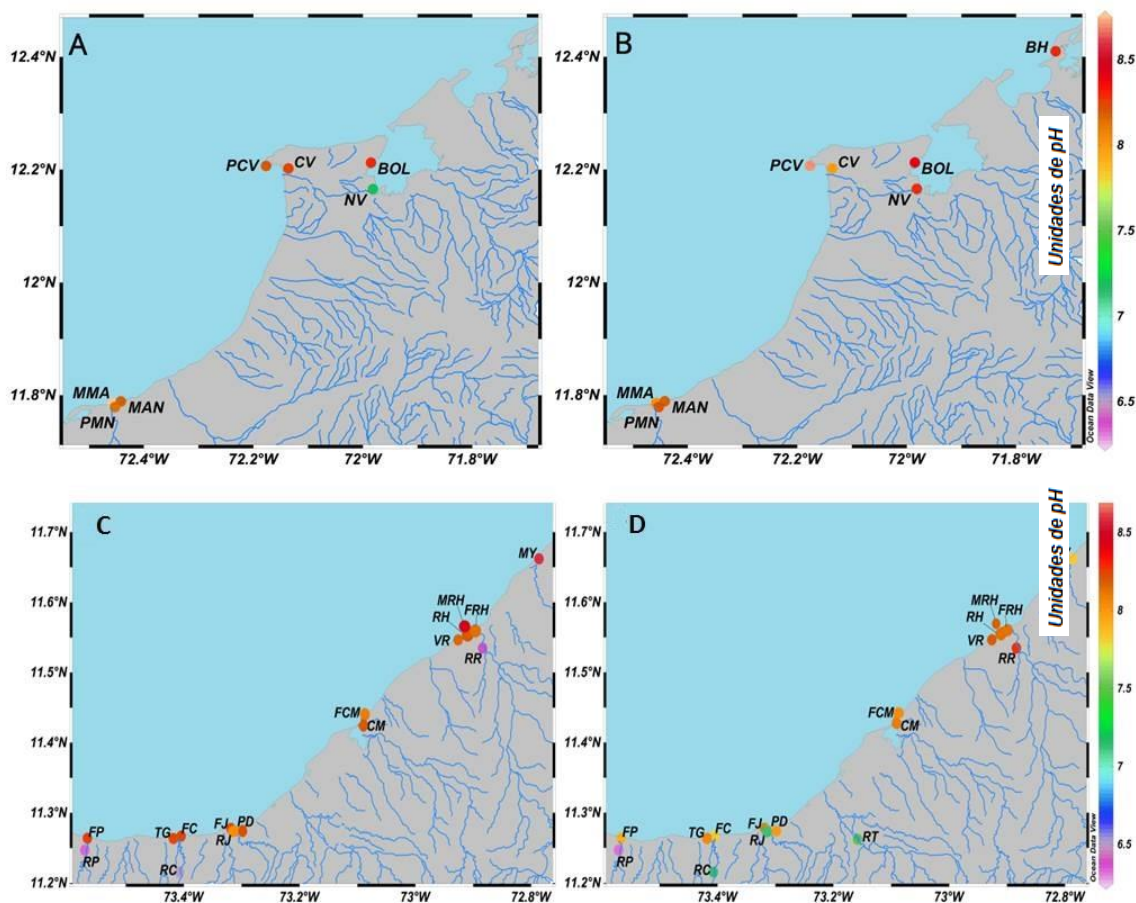 A
12.4°N
12.2°N
12°N
11.8°N
PCV
CV
BOL
NV
MMA
MAN
PMN
72.4°W
72.2°W
72°W
71.8°W
B
BH
PCV
CV
BOL
NV
MMA
MAN
PMN
72.4°W
72.2°W
72°W
71.8°W
Unidades de pH
8.5
8
7.5
7
6.5
Ocean Data View
C
11.7°N
11.6°N
11.5°N
11.4°N
11.3°N
11.2°N
MY
MRH
RH
FRH
VR
RR
FCM
CM
FP
TG
FC
FJ
PD
RJ
RP
RC
73.4°W
73.2°W
73°W
72.8°W
D
MRH
RH
FRH
VR
RR
FCM
CM
FP
TG
FC
FJ
PD
RJ
RT
RP
RC
73.4°W
73.2°W
73°W
72.8°W
Unidades de pH
8.5
8
7.5
7
6.5
Ocean Data View